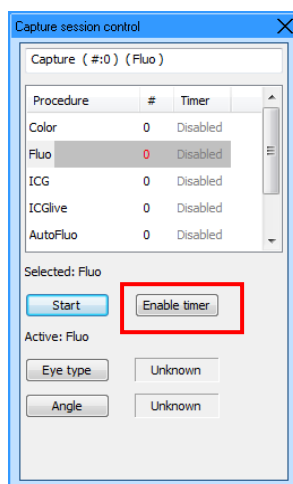 Capture session control
Capture ( #:0 ) ( Fluo )
Procedure # Timer
Color 0 Disabled
Fluo 0 Disabled
ICG 0 Disabled
ICGlive 0 Disabled
AutoFluo 0 Disabled
Selected: Fluo
Start Enable timer
Active: Fluo
Eye type Unknown
Angle Unknown